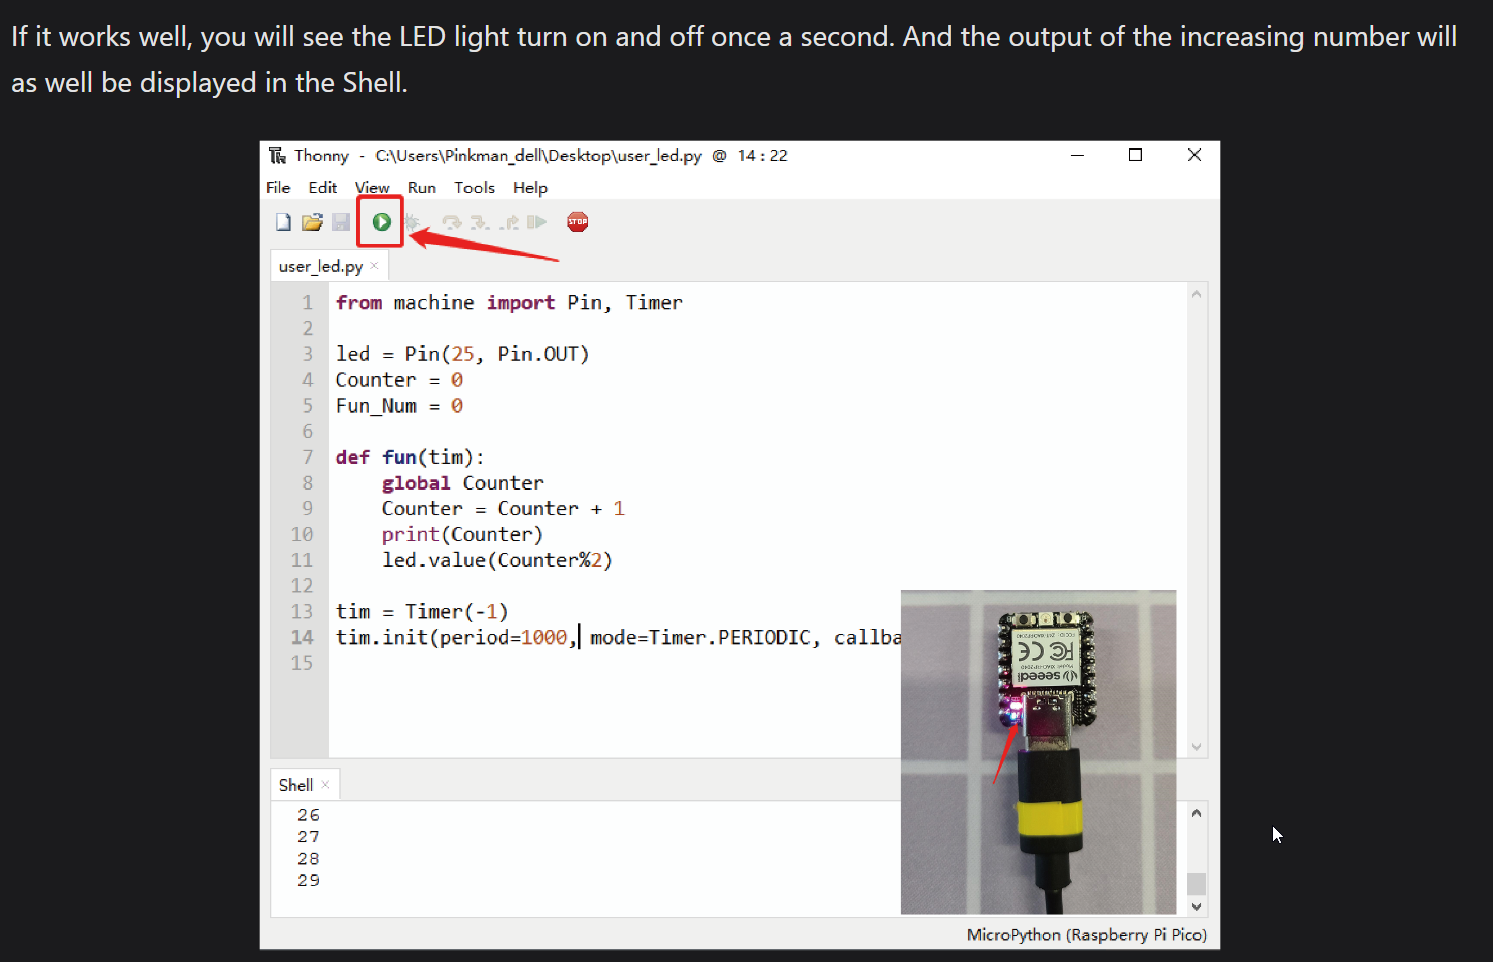 If it works well, you will see the LED light turn on and off once a second. And the output of the increasing number will
as well be displayed in the Shell.
Thonny - C:\Users\Pinkman_dell\Desktop\user_led.py @ 14 : 22
File Edit View Run Tools Help
STOP
user_led.py ×
1 from machine import Pin, Timer
2
3 led = Pin(25, Pin.OUT)
4 Counter = 0
5 Fun_Num = 0
6
7 def fun(tim):
8     global Counter
9     Counter = Counter + 1
10     print(Counter)
11     led.value(Counter%2)
12
13 tim = Timer(-1)
14 tim.init(period=1000, mode=Timer.PERIODIC, callba
15
FC CE
seeed
Shell ×
26
27
28
29
MicroPython (Raspberry Pi Pico)